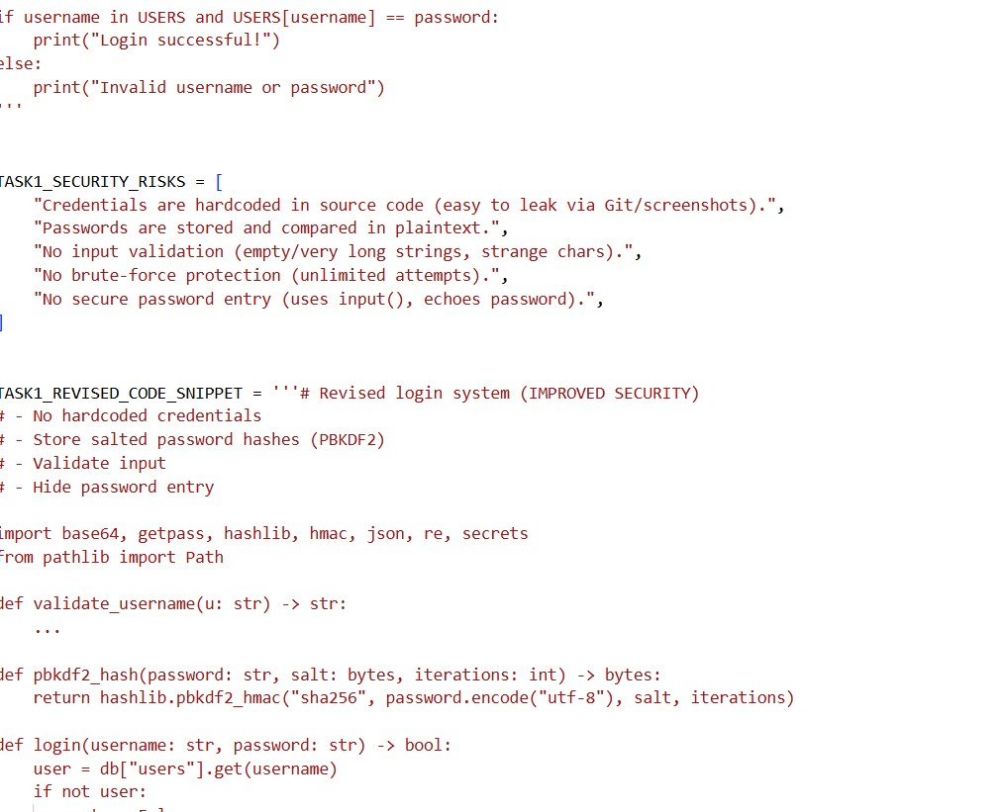 if username in USERS and USERS[username] == password:
    print("Login successful!")
else:
    print("Invalid username or password")
'''
TASK1_SECURITY_RISKS = [
    "Credentials are hardcoded in source code (easy to leak via Git/screenshots).",
    "Passwords are stored and compared in plaintext.",
    "No input validation (empty/very long strings, strange chars).",
    "No brute-force protection (unlimited attempts).",
    "No secure password entry (uses input(), echoes password).",
]
TASK1_REVISED_CODE_SNIPPET = '''# Revised login system (IMPROVED SECURITY)
# - No hardcoded credentials
# - Store salted password hashes (PBKDF2)
# - Validate input
# - Hide password entry
import base64, getpass, hashlib, hmac, json, re, secrets
from pathlib import Path
def validate_username(u: str) -> str:
    ...
def pbkdf2_hash(password: str, salt: bytes, iterations: int) -> bytes:
    return hashlib.pbkdf2_hmac("sha256", password.encode("utf-8"), salt, iterations)
def login(username: str, password: str) -> bool:
    user = db["users"].get(username)
    if not user: